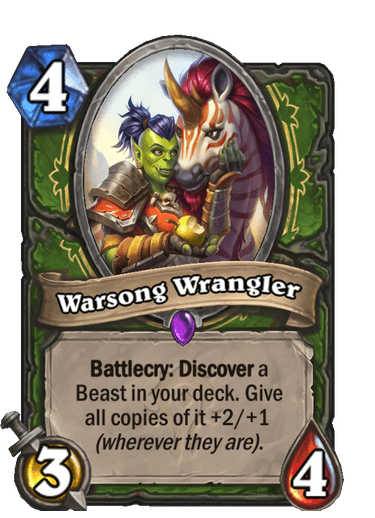 4
Warsong Wrangler
Battlecry: Discover a
Beast in your deck. Give
all copies of it +2/+1
(wherever they are).
3
4